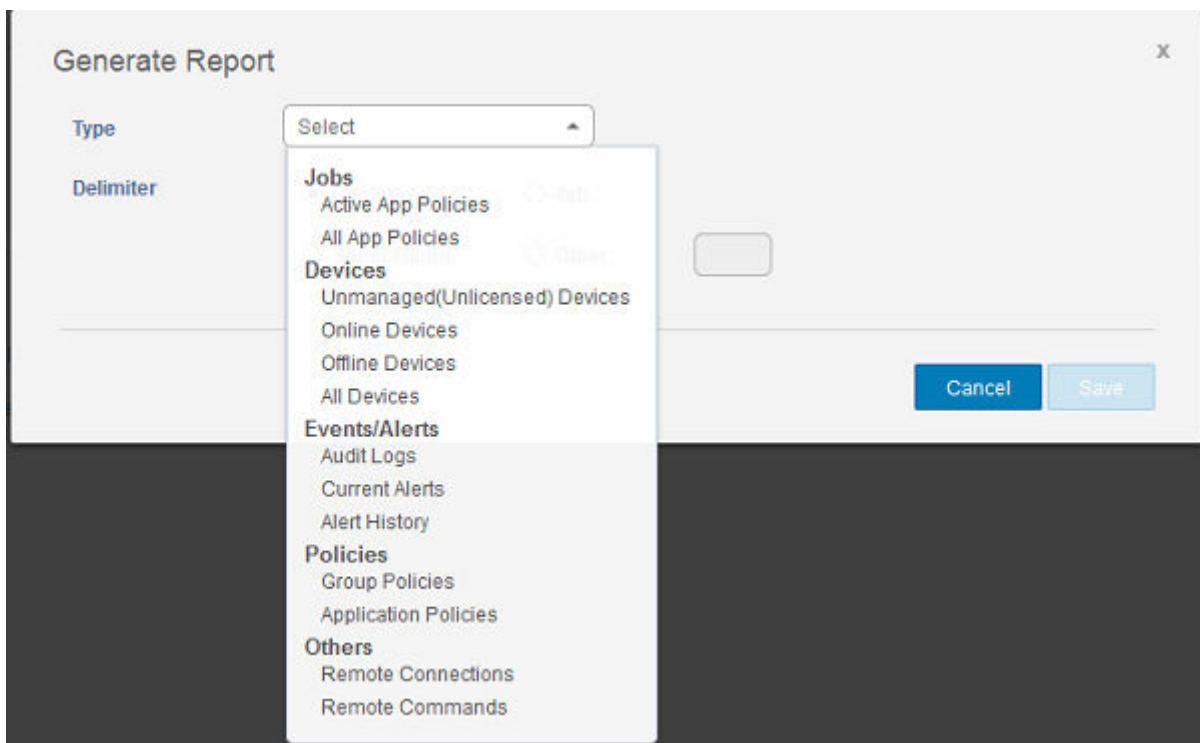 Generate Report
x
Type
Select
Delimiter
Jobs
Active App Policies
All App Policies
Devices
Unmanaged(Unlicensed) Devices
Online Devices
Offline Devices
All Devices
Events/Alerts
Audit Logs
Current Alerts
Alert History
Policies
Group Policies
Application Policies
Others
Remote Connections
Remote Commands
Tab
Other
Cancel
Save